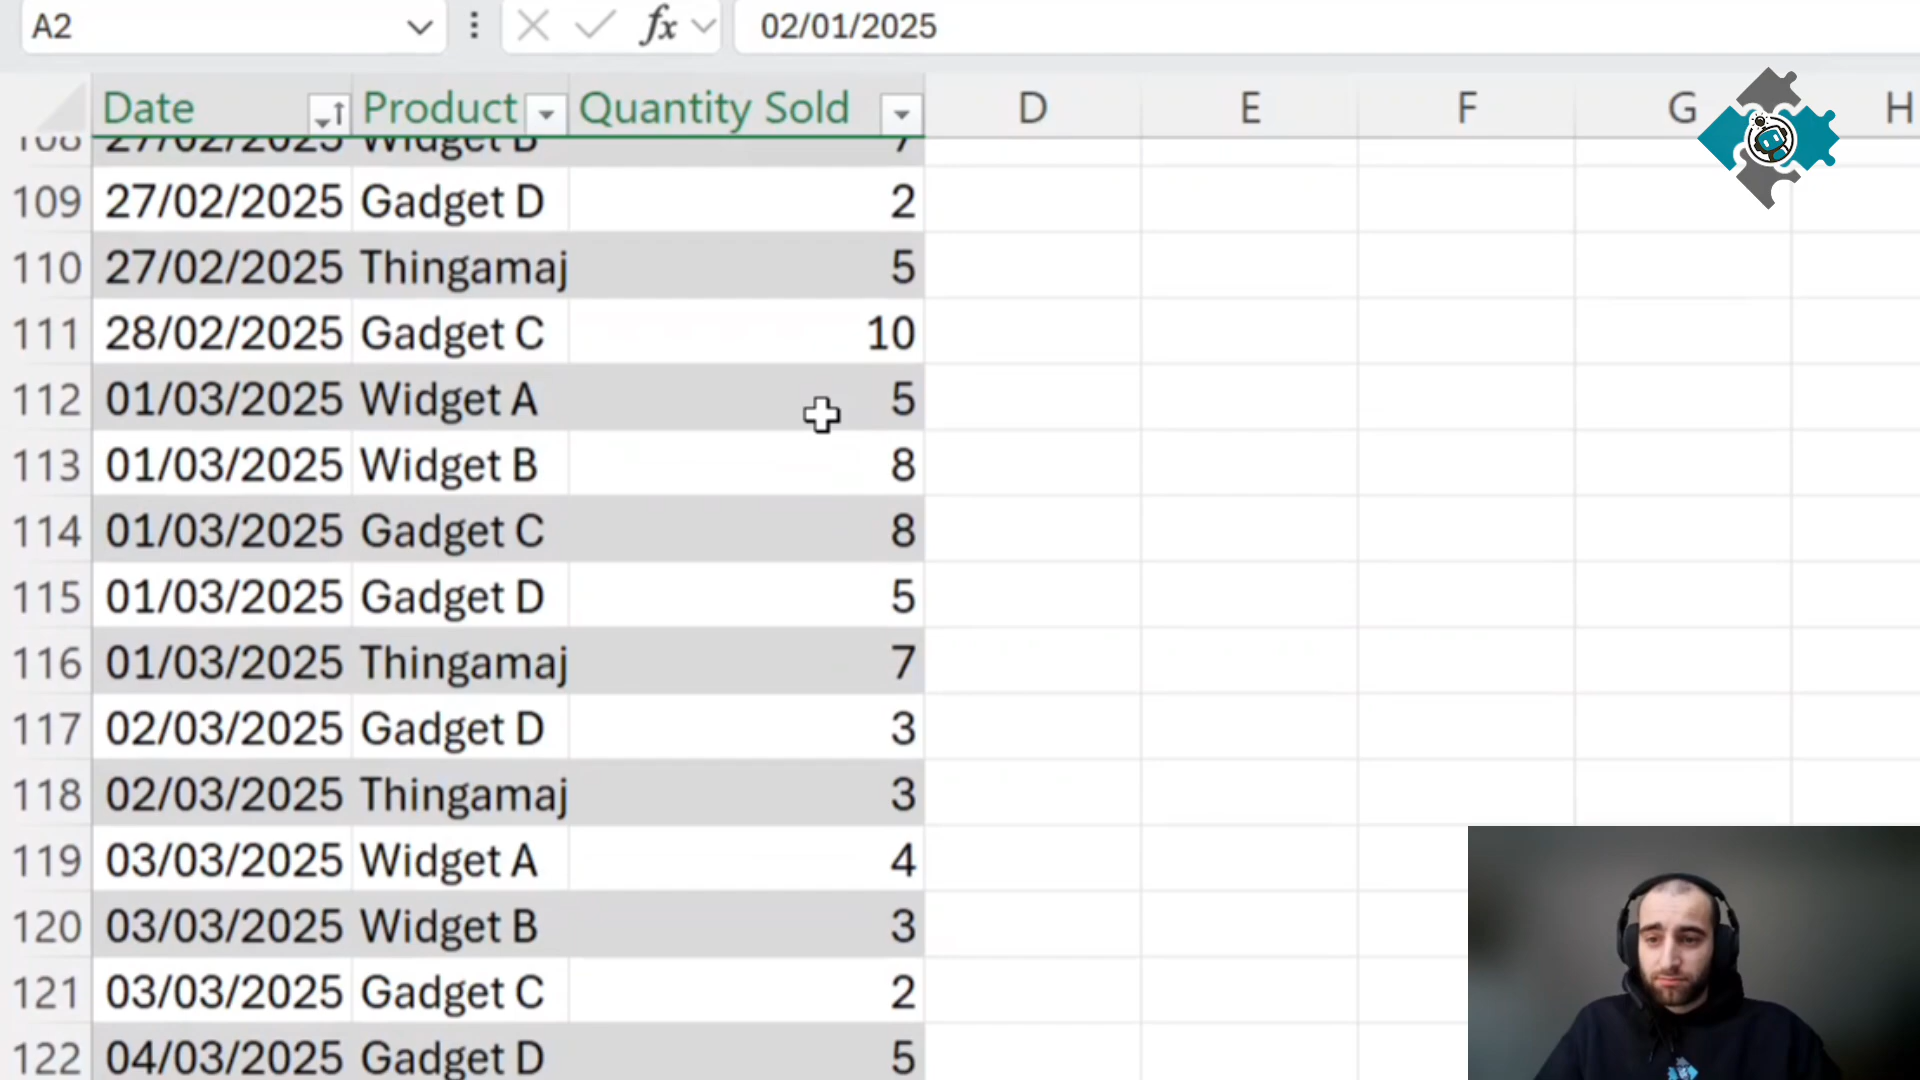 A2 fx 02/01/2025
Date Product Quantity Sold D E F G H
108 27/02/2025 Widget B 7
109 27/02/2025 Gadget D 2
110 27/02/2025 Thingamaj 5
111 28/02/2025 Gadget C 10
112 01/03/2025 Widget A 5
113 01/03/2025 Widget B 8
114 01/03/2025 Gadget C 8
115 01/03/2025 Gadget D 5
116 01/03/2025 Thingamaj 7
117 02/03/2025 Gadget D 3
118 02/03/2025 Thingamaj 3
119 03/03/2025 Widget A 4
120 03/03/2025 Widget B 3
121 03/03/2025 Gadget C 2
122 04/03/2025 Gadget D 5